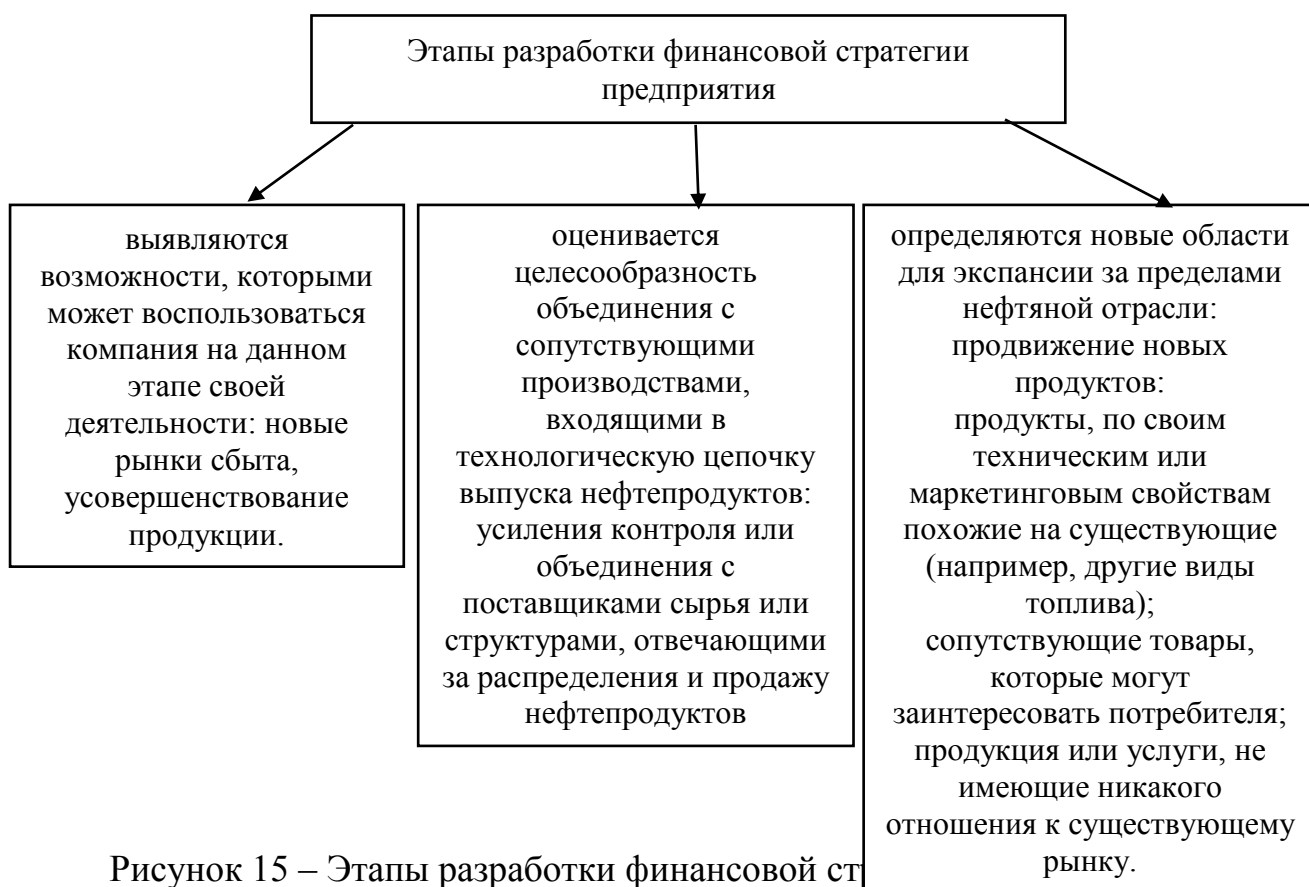 Этапы разработки финансовой стратегии
предприятия
выявляются
возможности, которыми
может воспользоваться
компания на данном
этапе своей
деятельности: новые
рынки сбыта,
усовершенствование
продукции.
оценивается
целесообразность
объединения с
сопутствующими
производствами,
входящими в
технологическую цепочку
выпуска нефтепродуктов:
усиления контроля или
объединения с
поставщиками сырья или
структурами, отвечающими
за распределения и продажу
нефтепродуктов
определяются новые области
для экспансии за пределами
нефтяной отрасли:
продвижение новых
продуктов:
продукты, по своим
техническим или
маркетинговым свойствам
похожие на существующие
(например, другие виды
топлива);
сопутствующие товары,
которые могут
заинтересовать потребителя;
продукция или услуги, не
имеющие никакого
отношения к существующему
рынку.
Рисунок 15 – Этапы разработки финансовой